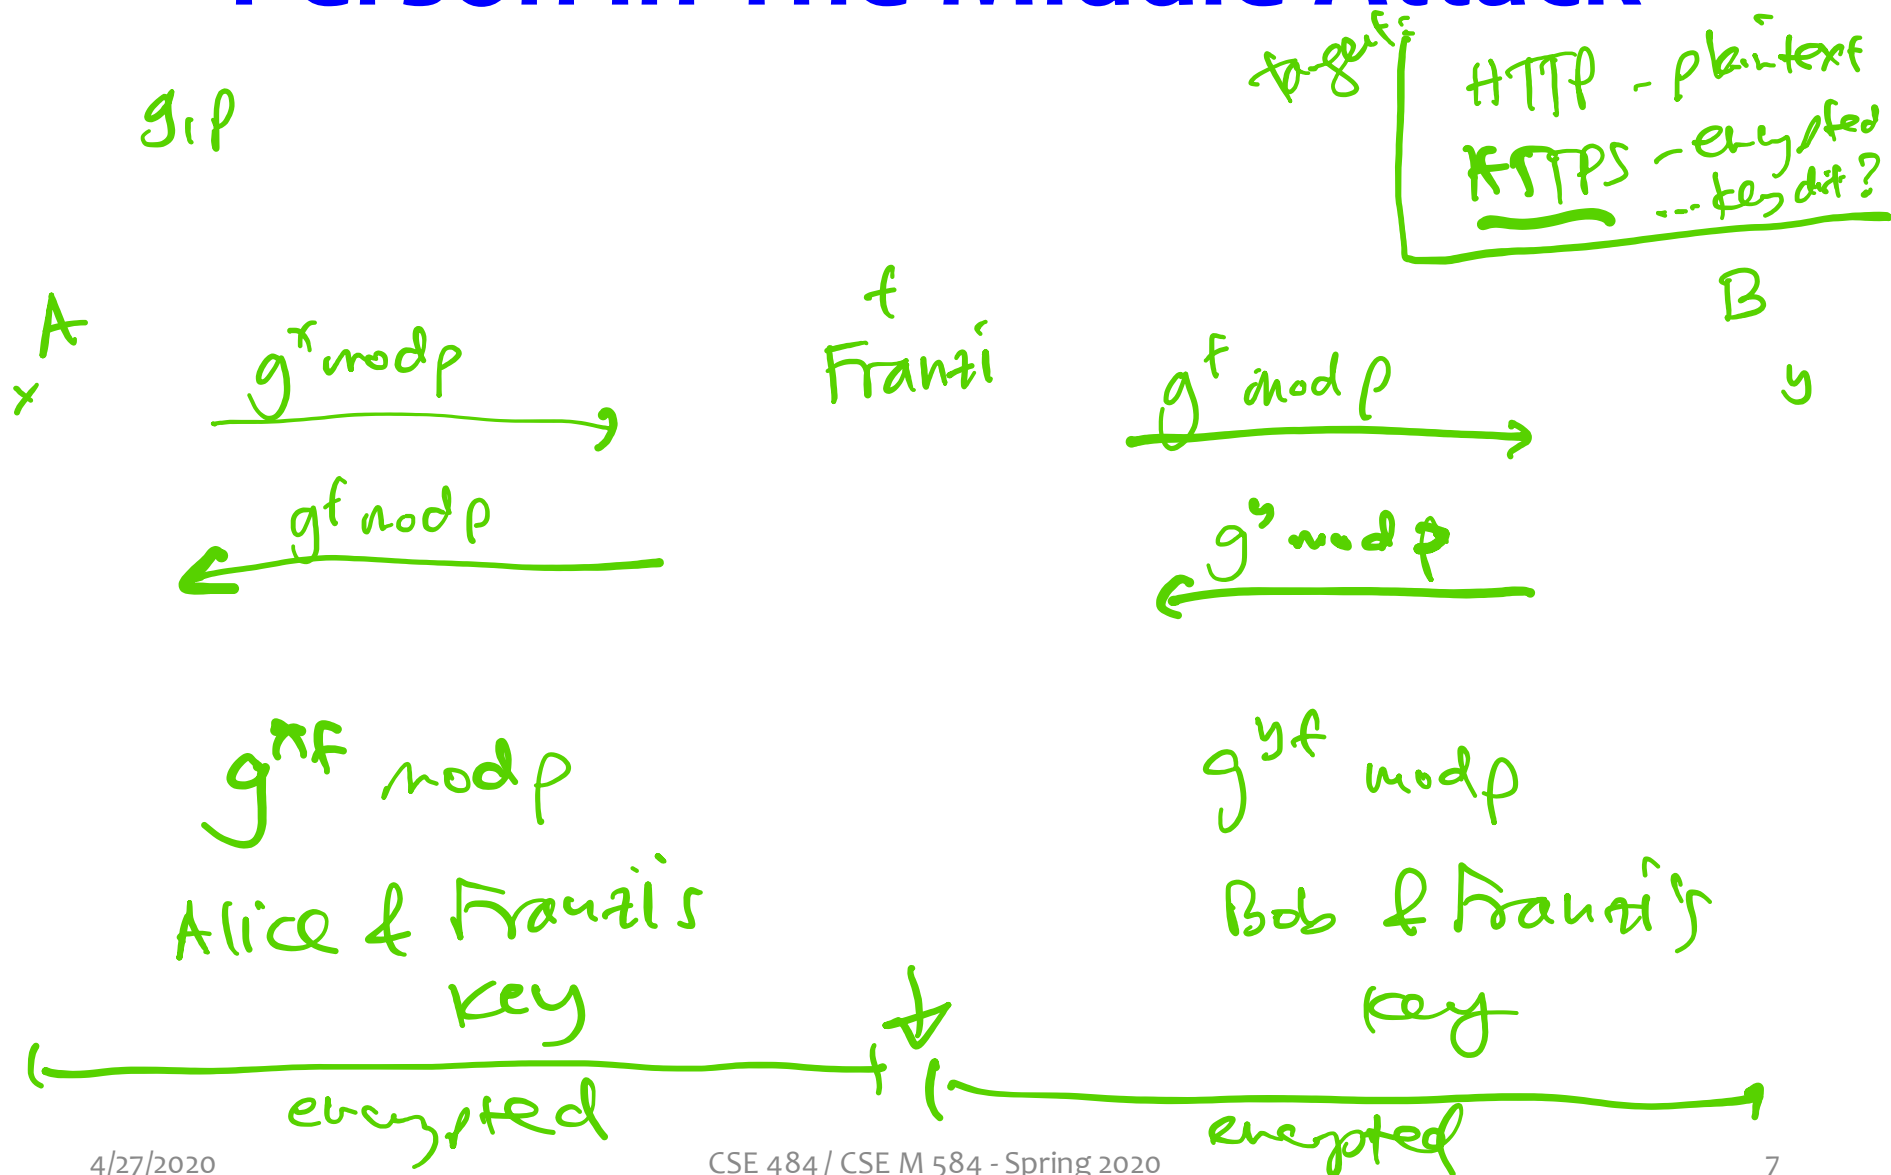 Person In The Middle Attack
tangent:
HTTP - plaintext
HTTPS - encrypted
... key dist?
g, p
A
x
f
Franzi
B
y
g^x mod p
g^f mod p
g^f mod p
g^y mod p
g^xf mod p
g^yf mod p
Alice & Franzi's
key
Bob & Franzi's
key
encrypted
encrypted
4/27/2020
CSE 484 / CSE M 584 - Spring 2020
7